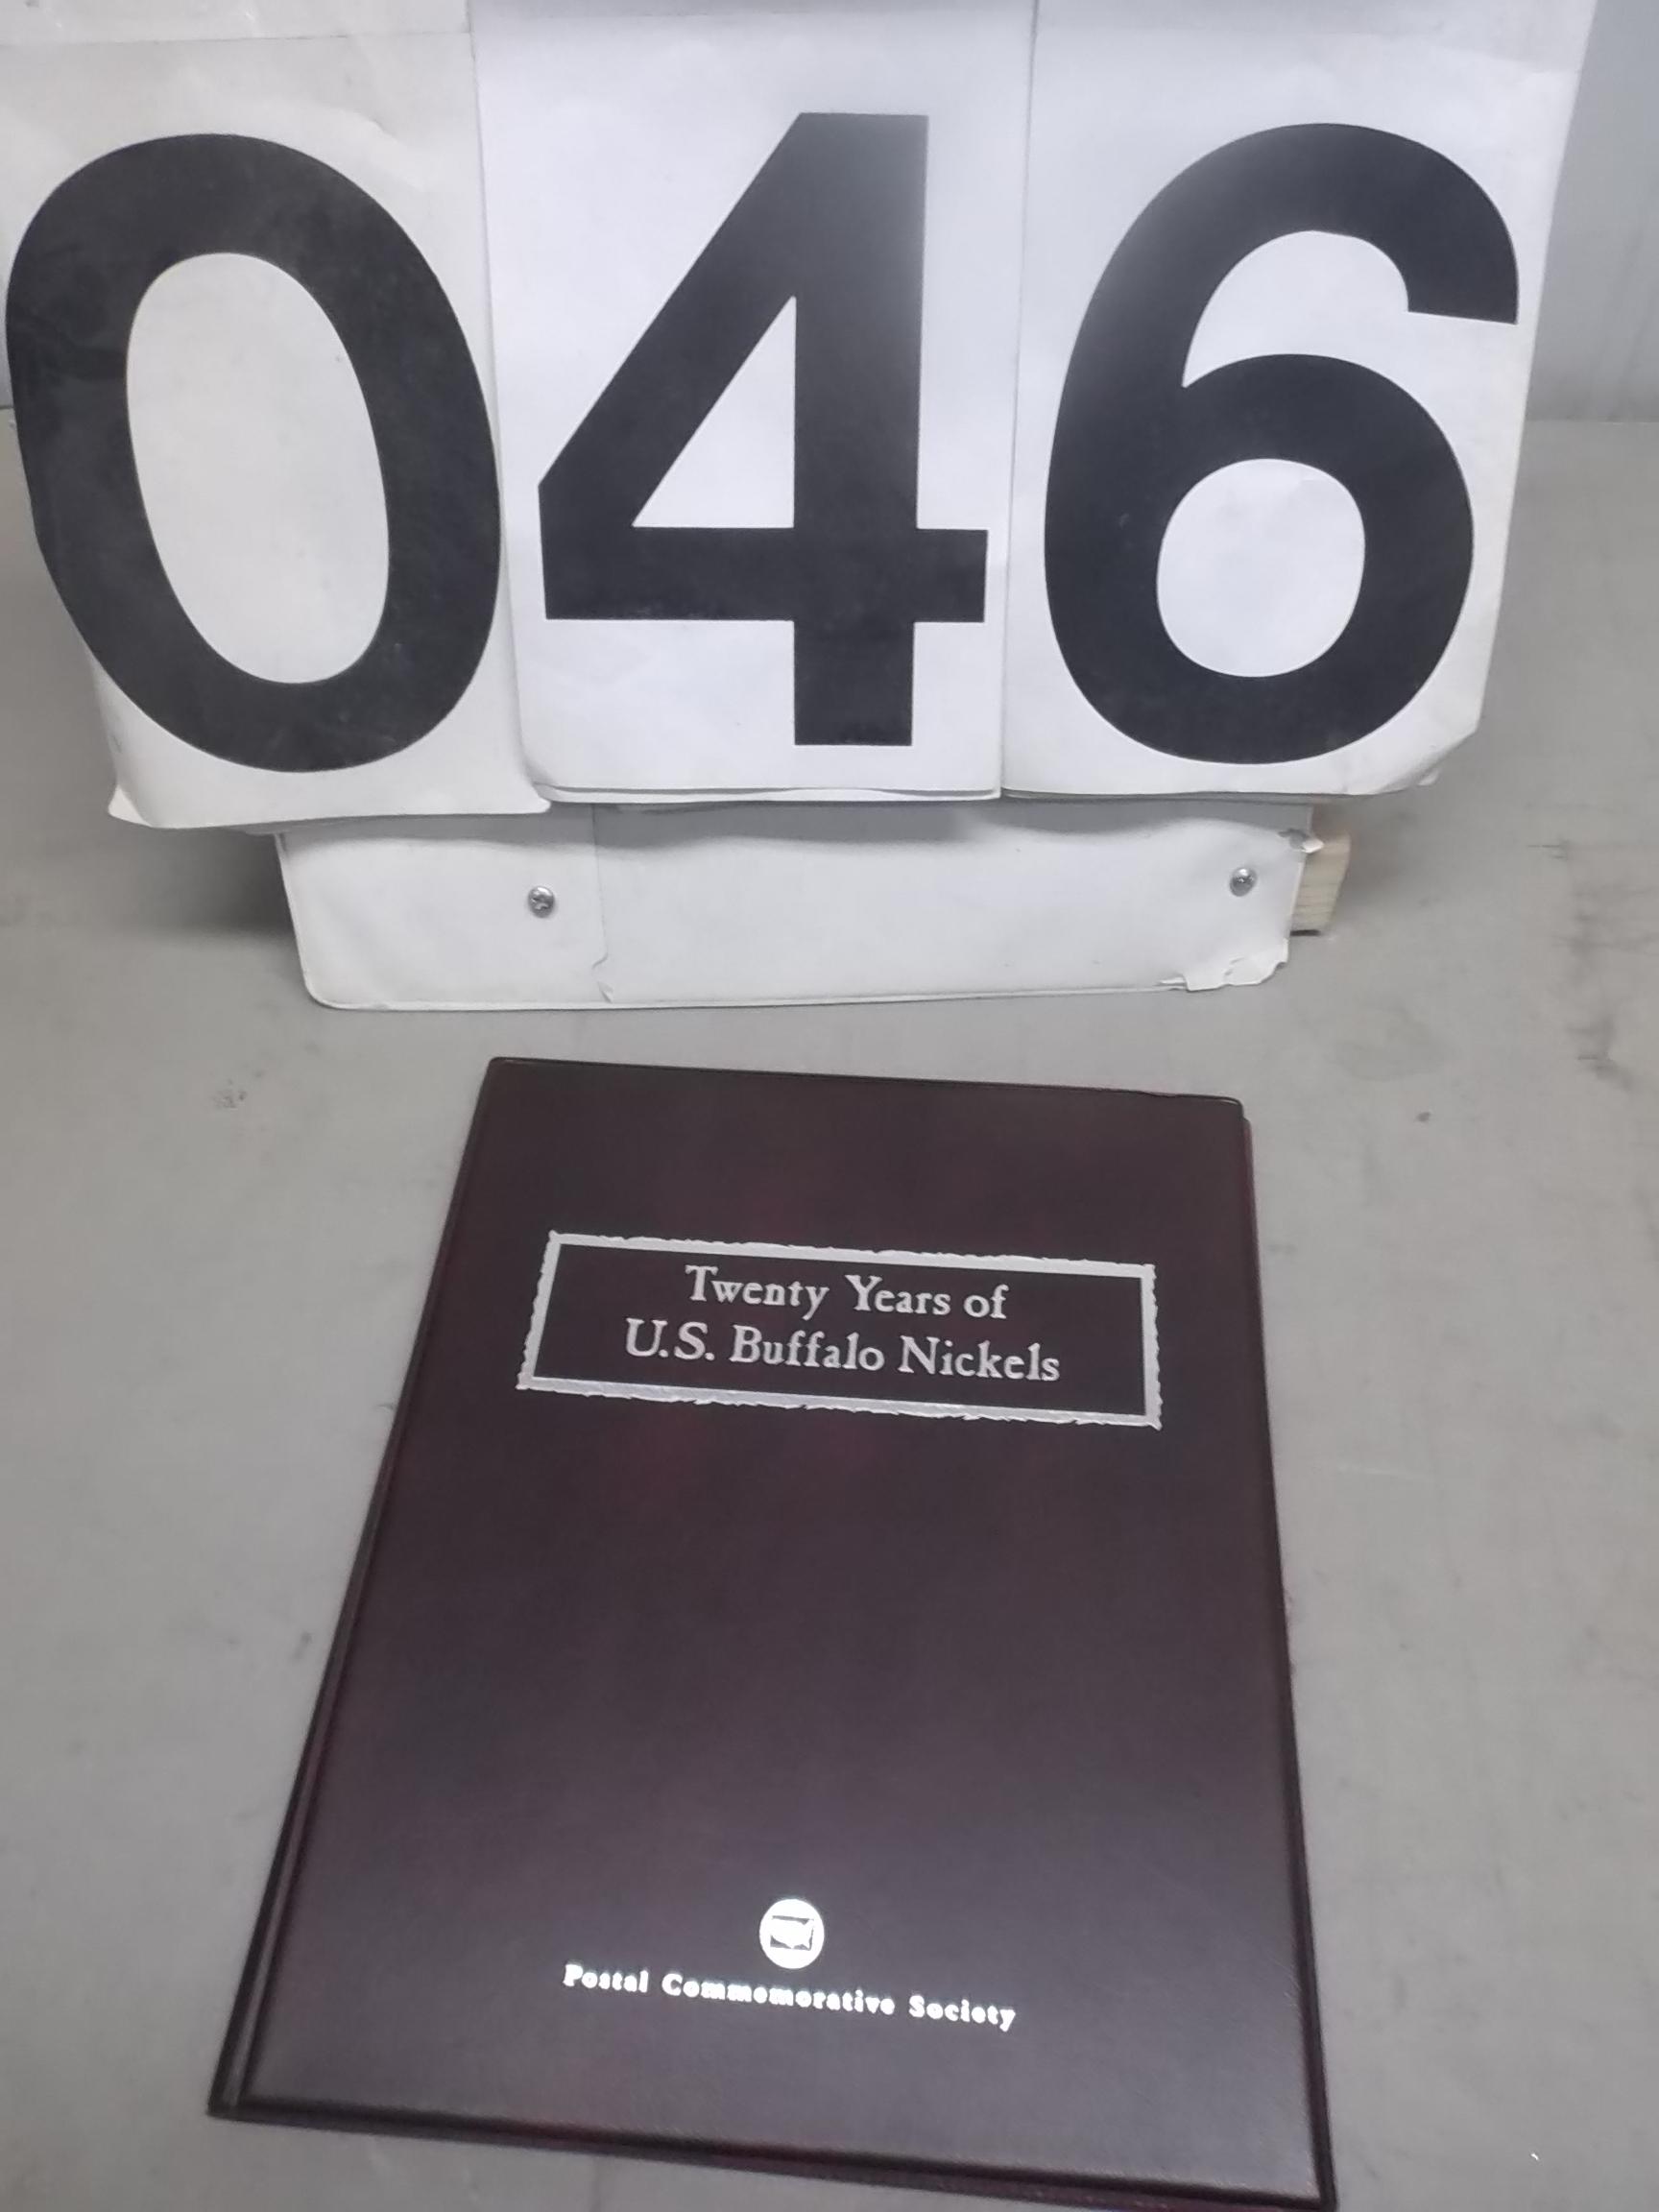 046
Twenty Years of
U.S. Buffalo Nickels
Postal Commemorative Society